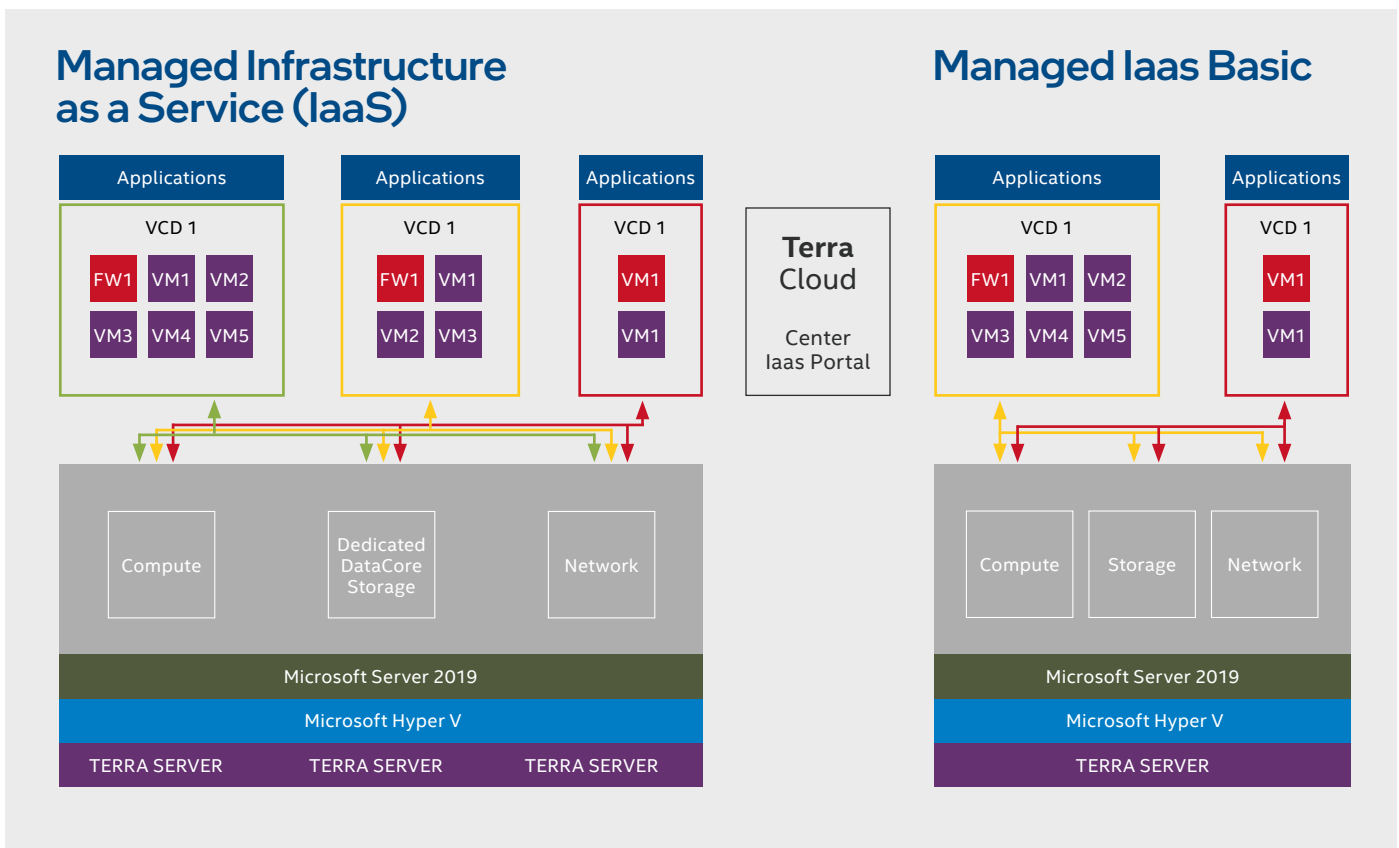 Managed Infrastructure
as a Service (IaaS)
Applications
VCD 1
FW1
VM1
VM2
VM3
VM4
VM5
Applications
VCD 1
FW1
VM1
VM2
VM3
Applications
VCD 1
VM1
VM1
Compute
Dedicated
DataCore
Storage
Network
Microsoft Server 2019
Microsoft Hyper V
TERRA SERVER
TERRA SERVER
TERRA SERVER
Terra
Cloud
Center
Iaas Portal
Managed Iaas Basic
Applications
VCD 1
FW1
VM1
VM2
VM3
VM4
VM5
Applications
VCD 1
VM1
VM1
Compute
Storage
Network
Microsoft Server 2019
Microsoft Hyper V
TERRA SERVER